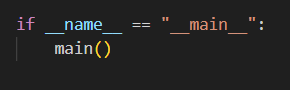 if __name__ == "__main__":
    main()